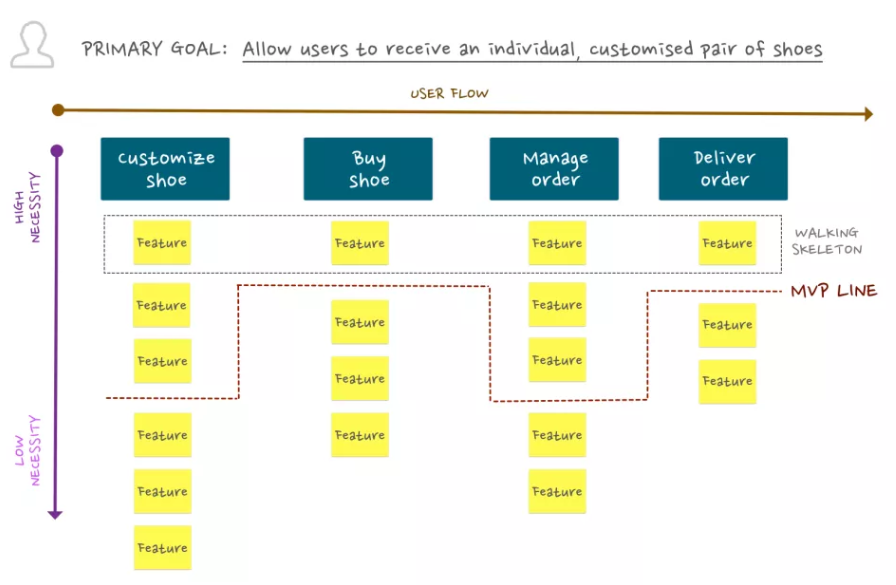 PRIMARY GOAL: Allow users to receive an individual, customised pair of shoes
USER FLOW
Customize
shoe
Buy
shoe
Manage
order
Deliver
order
HIGH
NECESSITY
Feature
Feature
Feature
Feature
WALKING
SKELETON
MVP LINE
Feature
Feature
Feature
Feature
Feature
Feature
Feature
Feature
Feature
LOW
NECESSITY
Feature
Feature
Feature
Feature
Feature
Feature